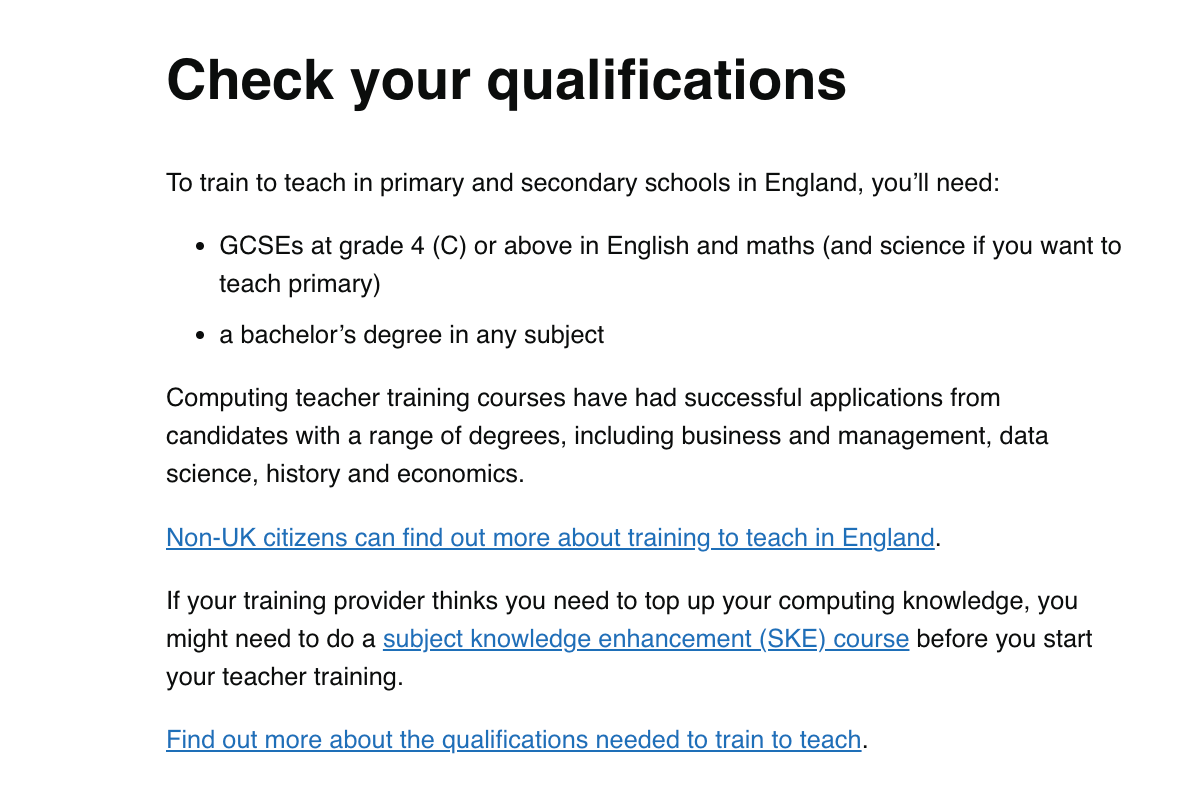 Check your qualifications
To train to teach in primary and secondary schools in England, you’ll need:
• GCSEs at grade 4 (C) or above in English and maths (and science if you want to
teach primary)
• a bachelor’s degree in any subject
Computing teacher training courses have had successful applications from
candidates with a range of degrees, including business and management, data
science, history and economics.
Non-UK citizens can find out more about training to teach in England.
If your training provider thinks you need to top up your computing knowledge, you
might need to do a subject knowledge enhancement (SKE) course before you start
your teacher training.
Find out more about the qualifications needed to train to teach.